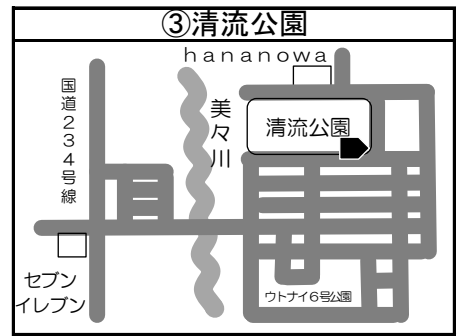 ③清流公園
hananowa
国道234号線
美々川
清流公園
セブン
イレブン
ウトナイ6号公園